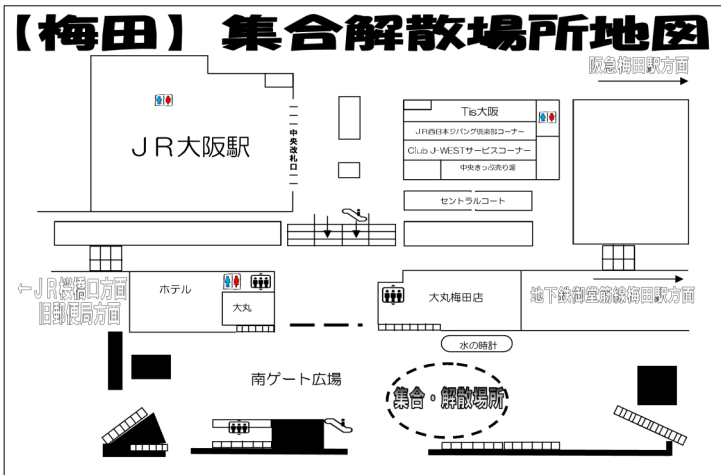 【梅田】 集合解散場所地図
阪急梅田駅方面
JR大阪駅
中央改札口
Tis大阪
JR西日本ジパング倶楽部コーナー
Club J-WESTサービスコーナー
中央きっぷ売り場
セントラルコート
←JR桜橋口方面
旧郵便局方面
ホテル
大丸
大丸梅田店
地下鉄御堂筋線梅田駅方面
水の時計
南ゲート広場
集合・解散場所